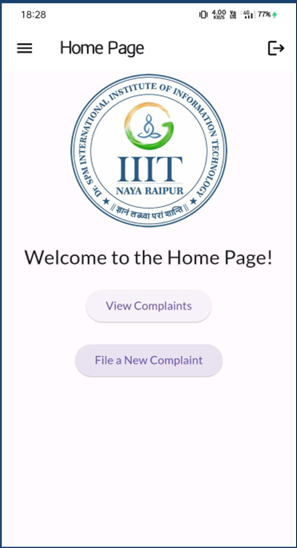 18:28
4.00 KB/S
4G
77%
Home Page
Dr. SPM INTERNATIONAL INSTITUTE OF INFORMATION TECHNOLOGY
IIIT
NAYA RAIPUR
|| ज्ञानं लब्ध्वा परां शान्तिं ||
Welcome to the Home Page!
View Complaints
File a New Complaint